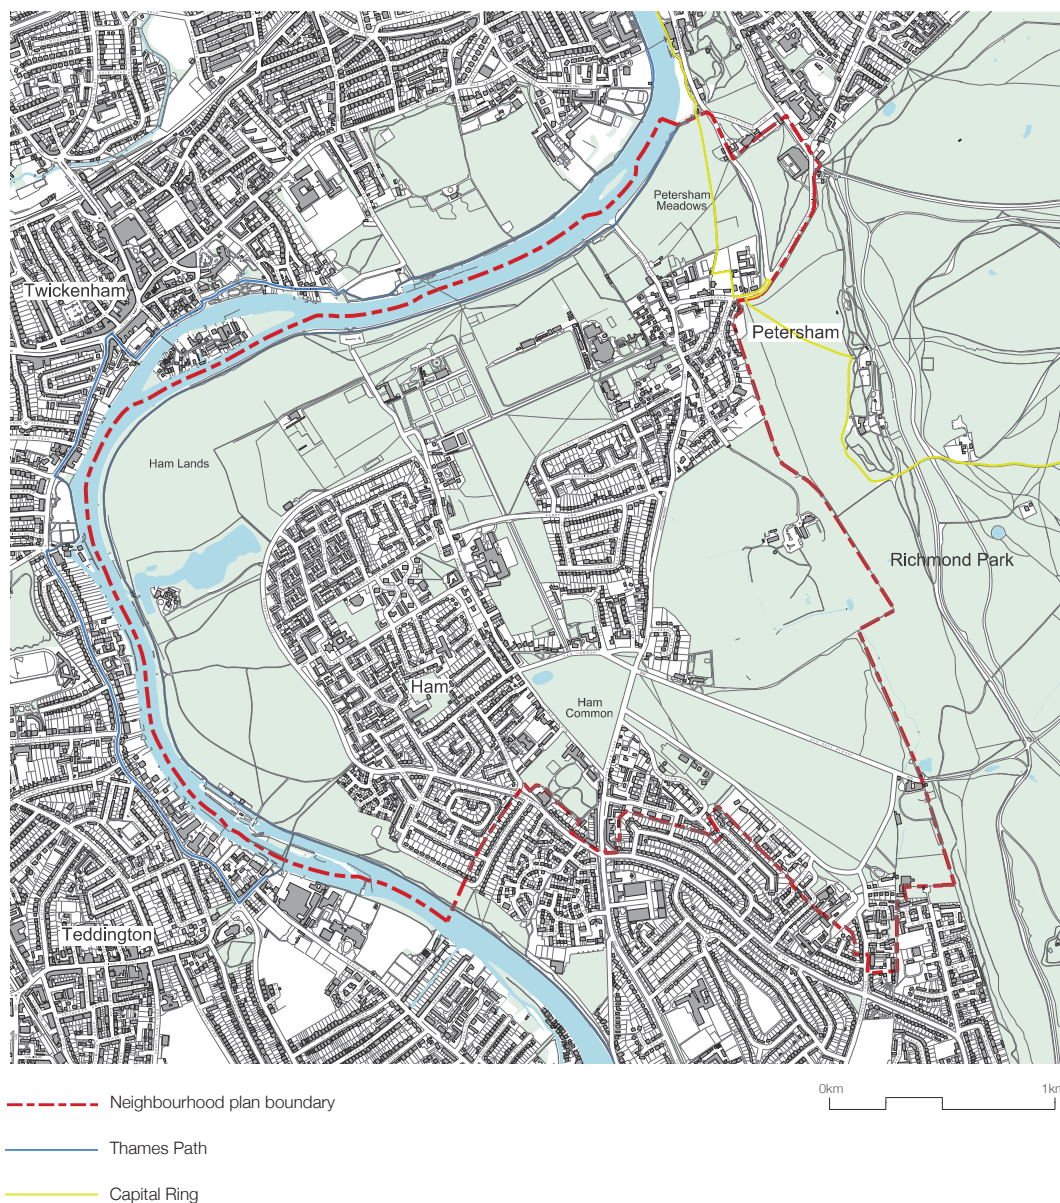 Petersham
Meadows
Twickenham
Petersham
Ham Lands
Richmond Park
Ham
Ham
Common
Teddington
0km
1km
Neighbourhood plan boundary
Thames Path
Capital Ring